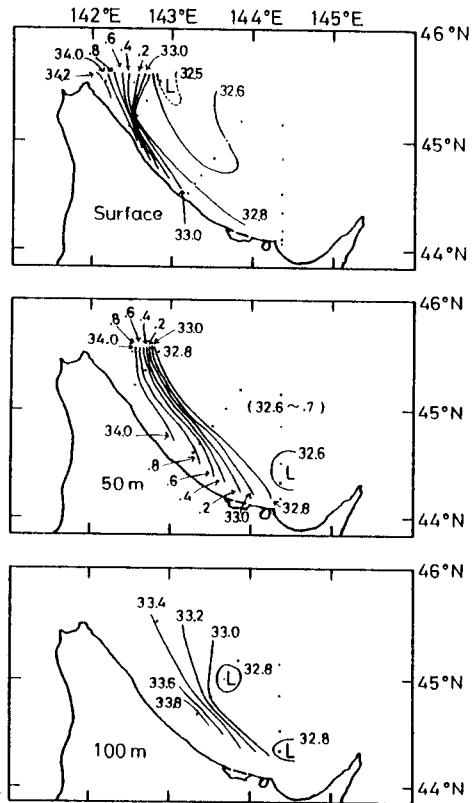 142°E 143°E 144°E 145°E
46°N
.6 .2
34.0 .8 .4 33.0
34.2
L 32.5
32.6
45°N
Surface
32.8
33.0
44°N
46°N
.6 .4
.8 .2
33.0
34.0
32.8
(32.6~.7)
45°N
34.0
32.6
L
.8
50m
.6
.4
.2
33.0
32.8
44°N
46°N
33.4
33.2
33.0
32.8
L
45°N
33.6
33.8
32.8
L
100m
44°N